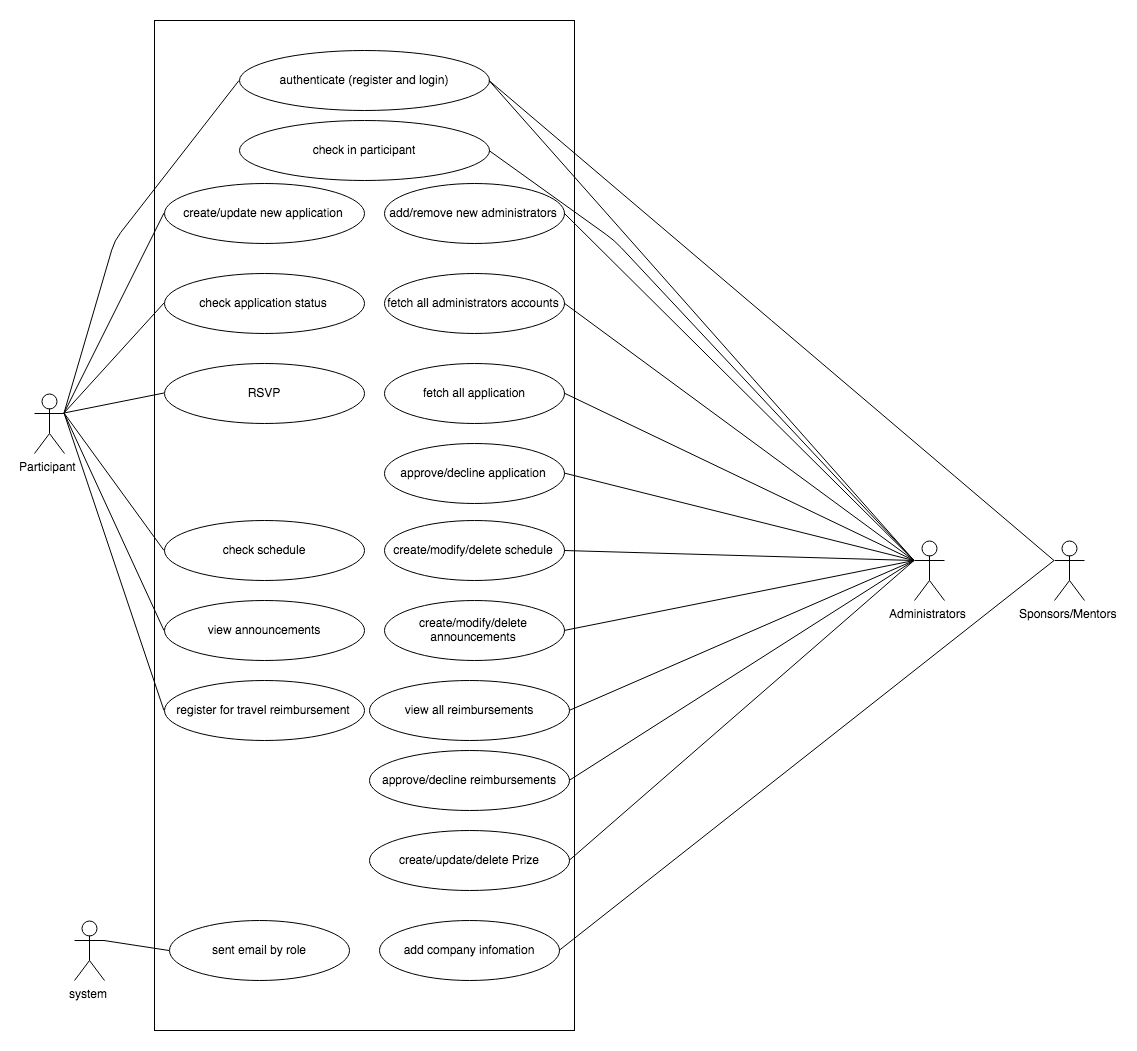 authenticate (register and login)
check in participant
create/update new application
add/remove new administrators
check application status
fetch all administrators accounts
RSVP
fetch all application
Participant
approve/decline application
check schedule
create/modify/delete schedule
Administrators
Sponsors/Mentors
view announcements
create/modify/delete
announcements
register for travel reimbursement
view all reimbursements
approve/decline reimbursements
create/update/delete Prize
sent email by role
add company infomation
system